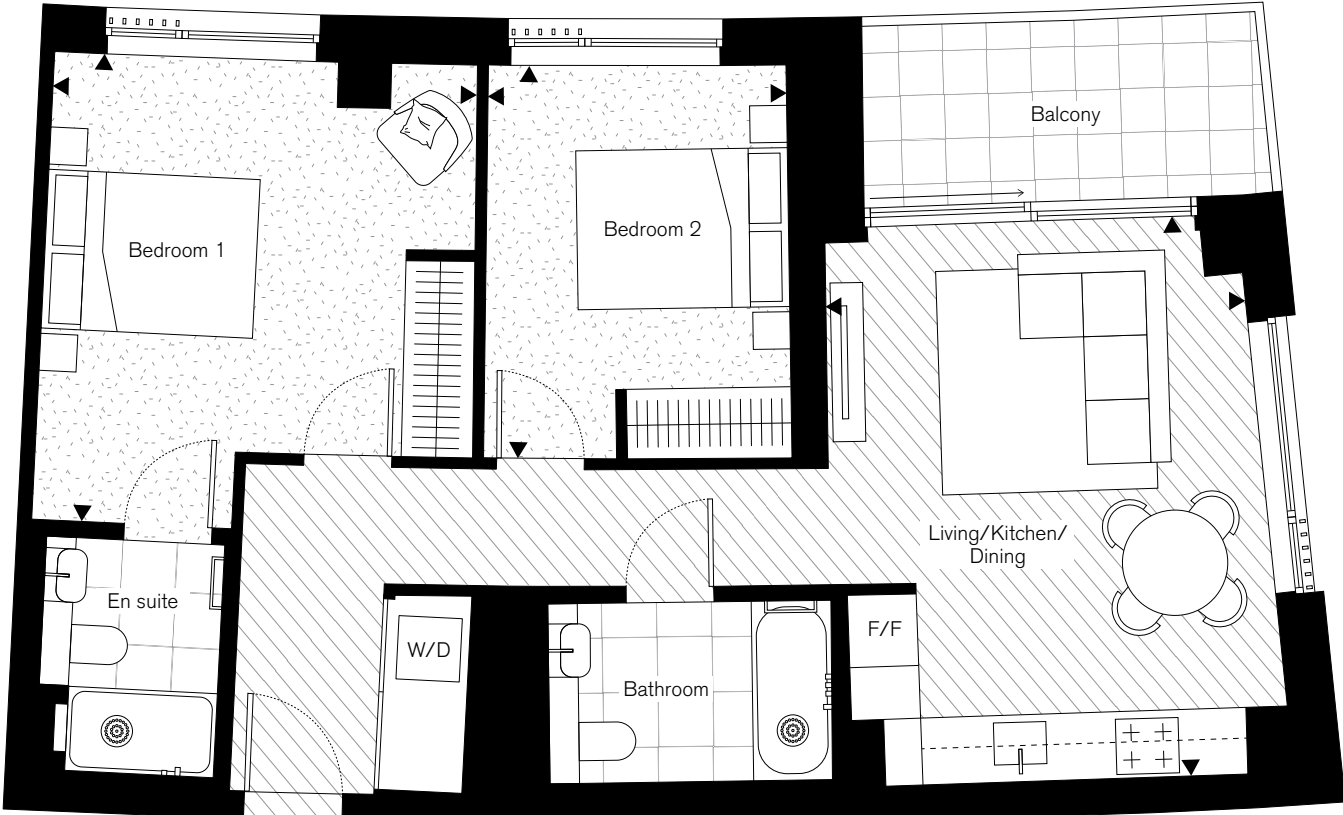 Balcony
Bedroom 1
Bedroom 2
Living/Kitchen/
Dining
En suite
W/D
F/F
Bathroom